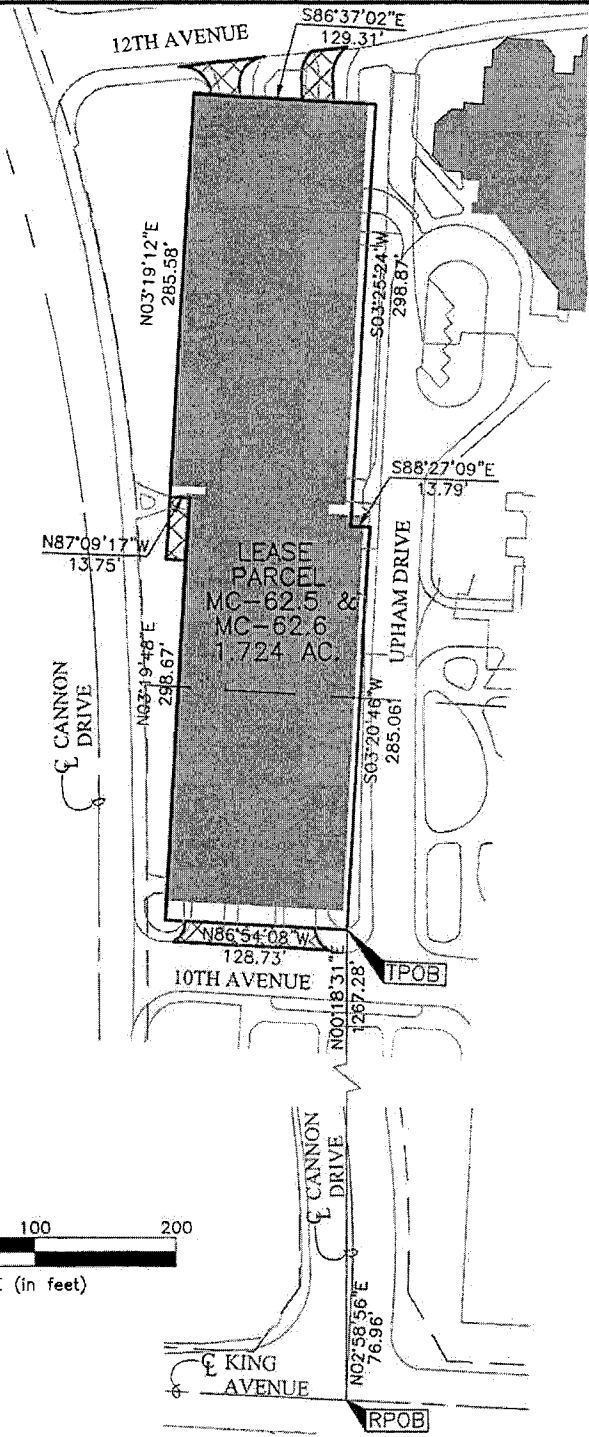 S86°37'02"E
129.31'
12TH AVENUE
N03°19'12"E
285.58'
S03°25'24"W
298.87'
S88°27'09"E
13.79'
N87°09'17"W
13.75'
LEASE
PARCEL
MC-62.5 &
MC-62.6
1.724 AC.
UPHAM DRIVE
N03°19'48"E
298.67'
S03°20'46"W
285.06'
℄ CANNON
DRIVE
N86°54'08"W
128.73'
10TH AVENUE
TPOB
N00°18'31"E
1267.28'
℄ CANNON
DRIVE
100 200
(in feet)
N02°58'56"E
76.96'
℄ KING
AVENUE
RPOB